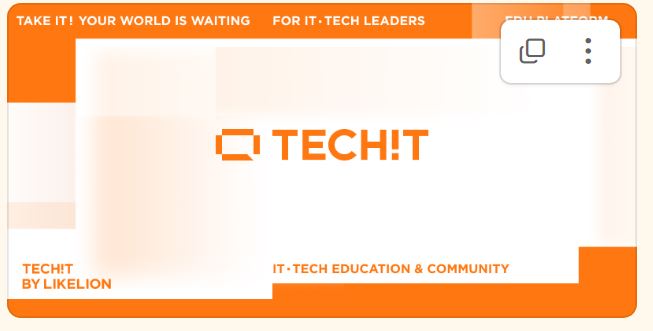 TAKE IT! YOUR WORLD IS WAITING
FOR IT·TECH LEADERS
EDU PLATFORM
TECH!T
TECH!T
BY LIKELION
IT·TECH EDUCATION & COMMUNITY